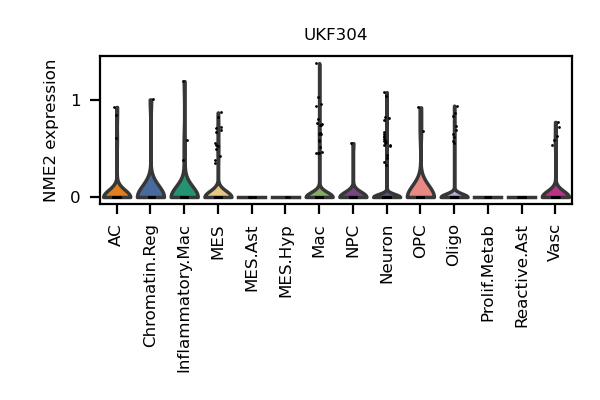 UKF304
NME2 expression
1
0
AC
Chromatin.Reg
Inflammatory.Mac
MES
MES.Ast
MES.Hyp
Mac
NPC
Neuron
OPC
Oligo
Prolif.Metab
Reactive.Ast
Vasc